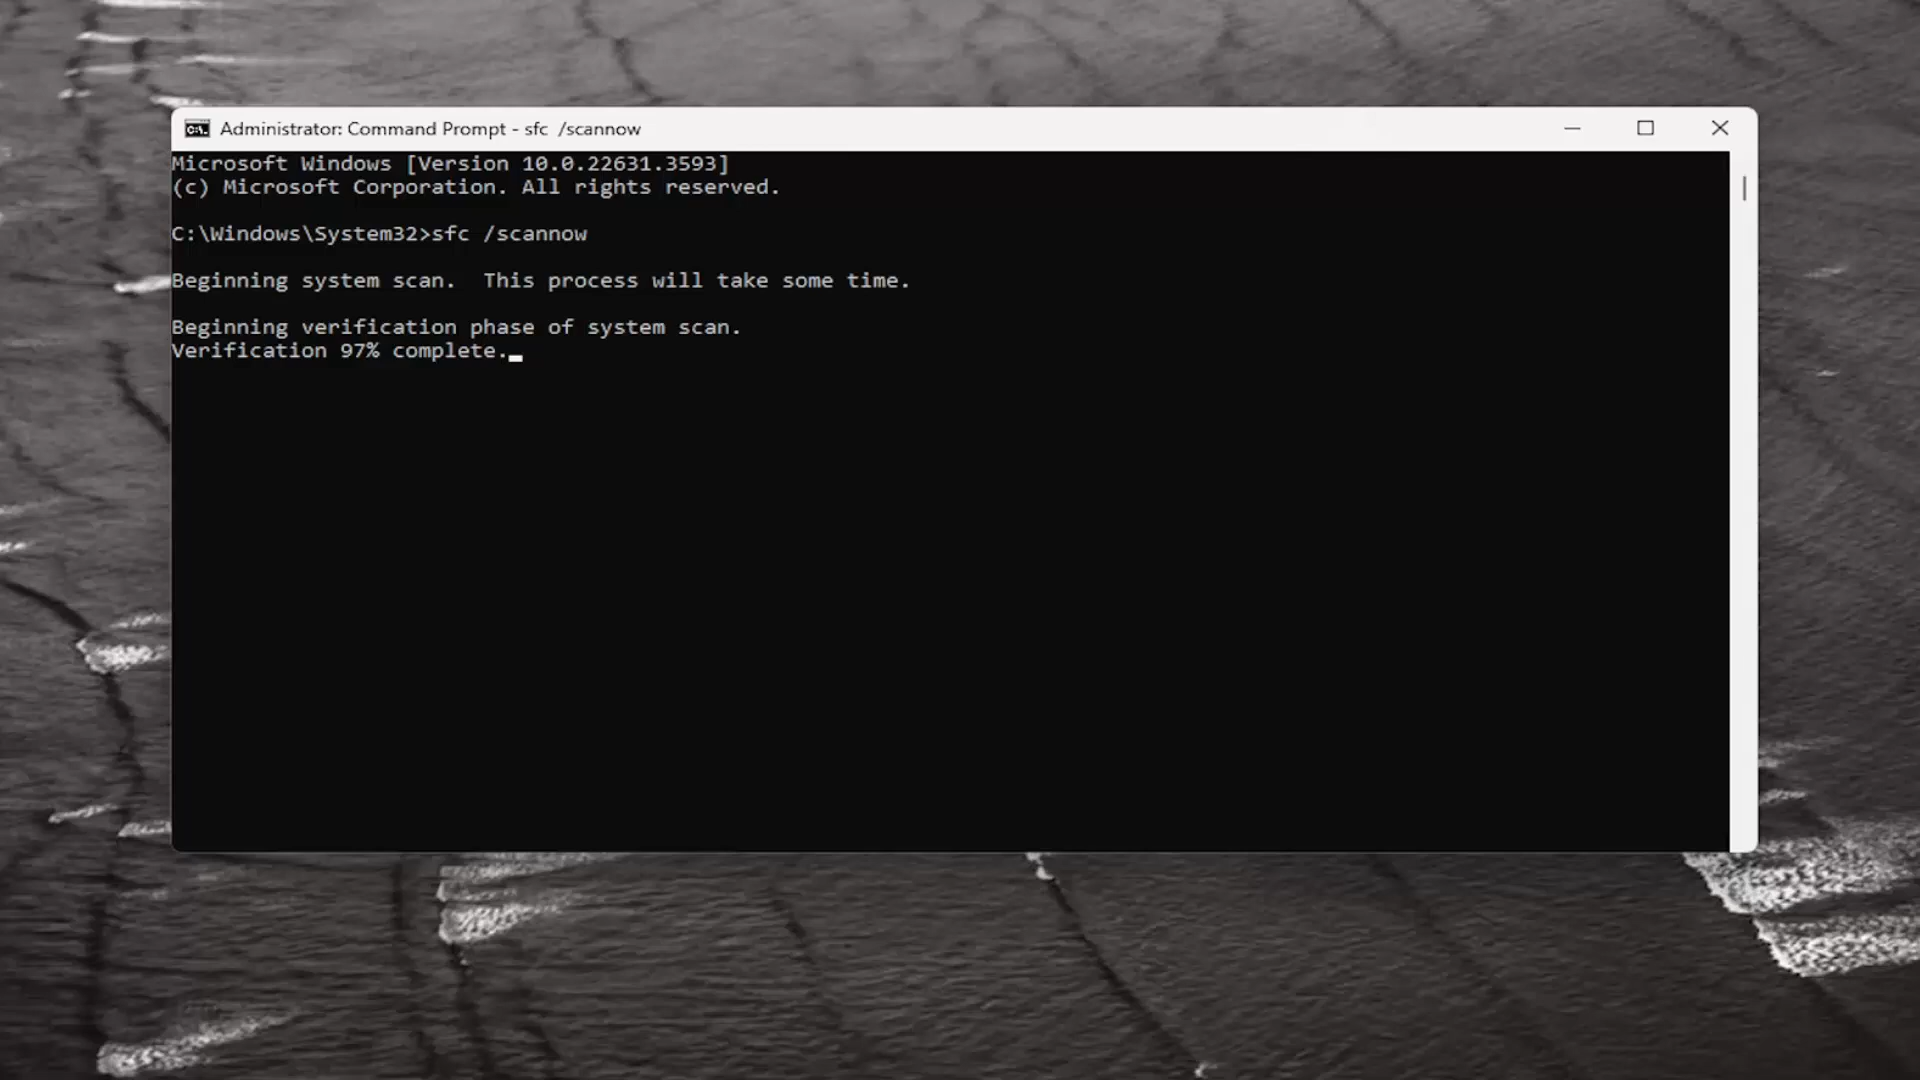 Administrator: Command Prompt - sfc  /scannow
Microsoft Windows [Version 10.0.22631.3593]
(c) Microsoft Corporation. All rights reserved.
C:\Windows\System32>sfc /scannow
Beginning system scan.  This process will take some time.
Beginning verification phase of system scan.
Verification 97% complete.